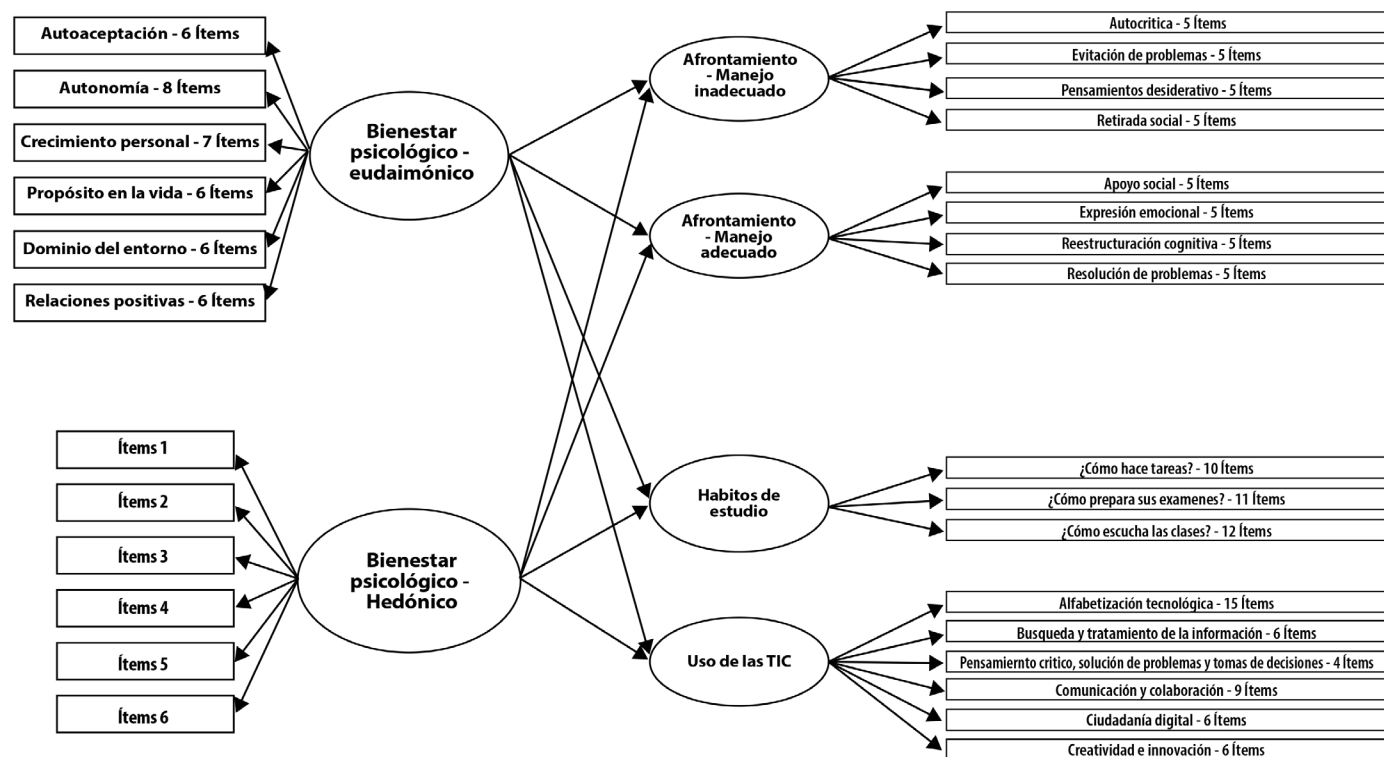 Autoaceptación - 6 Ítems
Autonomía - 8 Ítems
Crecimiento personal - 7 Ítems
Propósito en la vida - 6 Ítems
Dominio del entorno - 6 Ítems
Relaciones positivas - 6 Ítems
Bienestar
psicológico -
eudaimónico
Ítems 1
Ítems 2
Ítems 3
Ítems 4
Ítems 5
Ítems 6
Bienestar
psicológico -
Hedónico
Afrontamiento
- Manejo
inadecuado
Afrontamiento
- Manejo
adecuado
Habitos de
estudio
Uso de las TIC
Autocritica - 5 Ítems
Evitación de problemas - 5 Ítems
Pensamientos desiderativo - 5 Ítems
Retirada social - 5 Ítems
Apoyo social - 5 Ítems
Expresión emocional - 5 Ítems
Reestructuración cognitiva - 5 Ítems
Resolución de problemas - 5 Ítems
¿Cómo hace tareas? - 10 Ítems
¿Cómo prepara sus examenes? - 11 Ítems
¿Cómo escucha las clases? - 12 Ítems
Alfabetización tecnológica - 15 Ítems
Busqueda y tratamiento de la información - 6 Ítems
Pensamiernto critico, solución de problemas y tomas de decisiones - 4 Ítems
Comunicación y colaboración - 9 Ítems
Ciudadanía digital - 6 Ítems
Creatividad e innovación - 6 Ítems